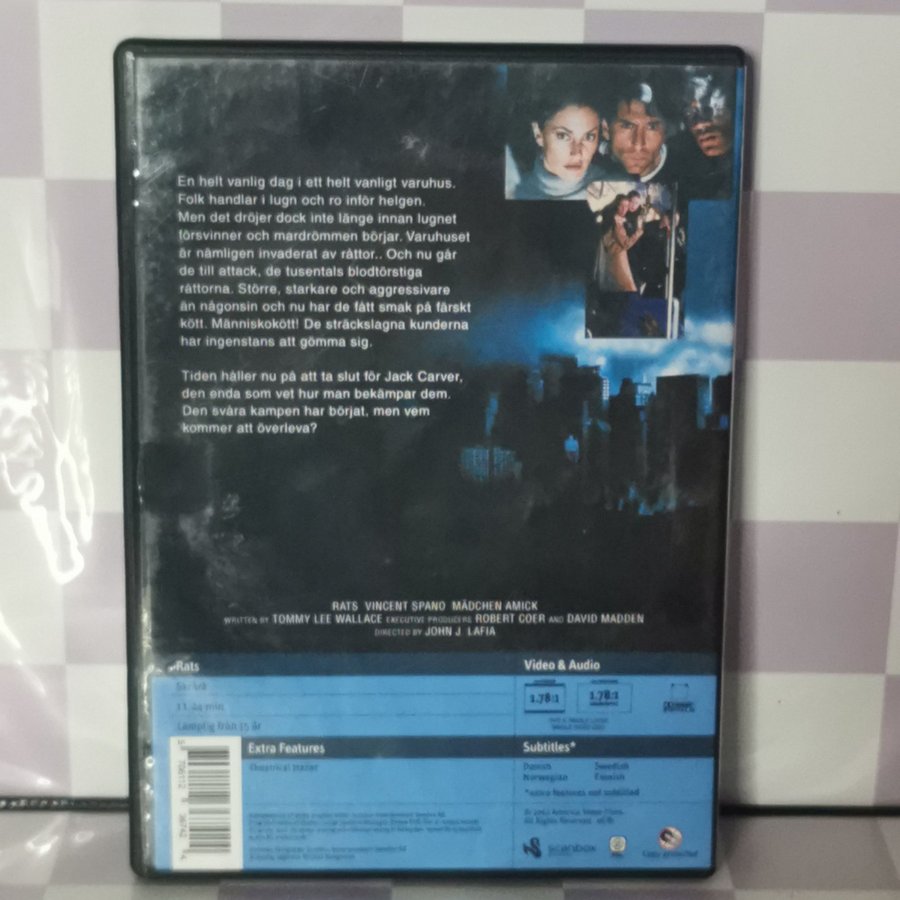 En helt vanlig dag i ett helt vanligt varuhus.
Folk handlar i lugn och ro inför helgen.
Men det dröjer dock inte länge innan lugnet
försvinner och mardrömmen börjar. Varuhuset
är nämligen invaderat av råttor.. Och nu går
de till attack, de tusentals blodtörstiga
råttorna. Större, starkare och aggressivare
än någonsin och nu har de fått smak på färskt
kött. Människokött! De sträckslagna kunderna
har ingenstans att gömma sig.
Tiden håller nu på att ta slut för Jack Carver,
den enda som vet hur man bekämpar dem.
Den svåra kampen har börjat, men vem
kommer att överleva?
RATS VINCENT SPANO MÄDCHEN AMICK
WRITTEN BY TOMMY LEE WALLACE EXECUTIVE PRODUCERS ROBERT COER AND DAVID MADDEN
DIRECTED BY JOHN J. LAFIA
Rats
Lämplig från 15 år
Extra Features
Theatrical trailer
Video & Audio
1.78:1 1.78:1
Subtitles*
Danish Swedish
Norwegian Finnish
*extra features not subtitled
All Rights Reserved.
scanbox
Copy protected